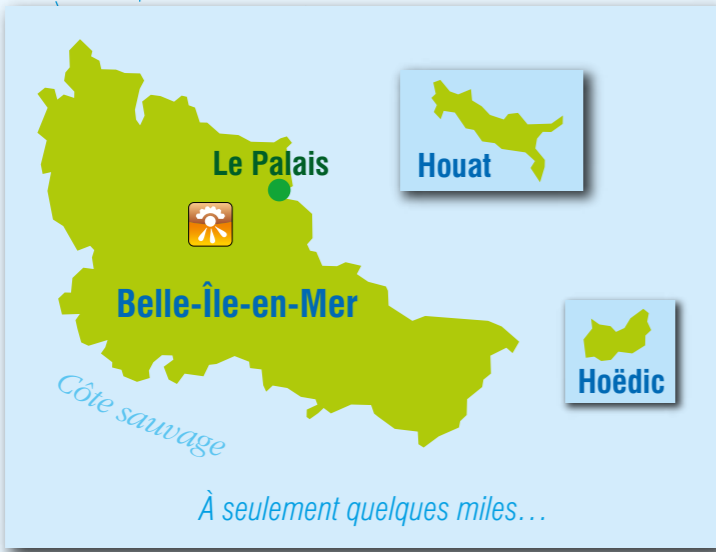 Le Palais
Houat
Belle-Île-en-Mer
Hoëdic
Côte sauvage
À seulement quelques miles…